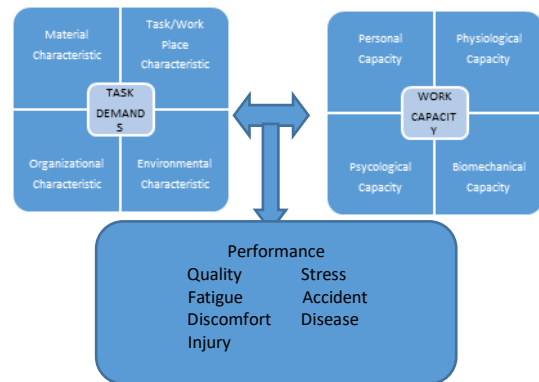 Material
Characteristic
Task/Work
Place
Characteristic
TASK
DEMAND
S
Organizational
Characteristic
Environmental
Characteristic
Personal
Capacity
Physiological
Capacity
WORK
CAPACIT
Y
Psycological
Capacity
Biomechanical
Capacity
Performance
Quality Stress
Fatigue Accident
Discomfort Disease
Injury